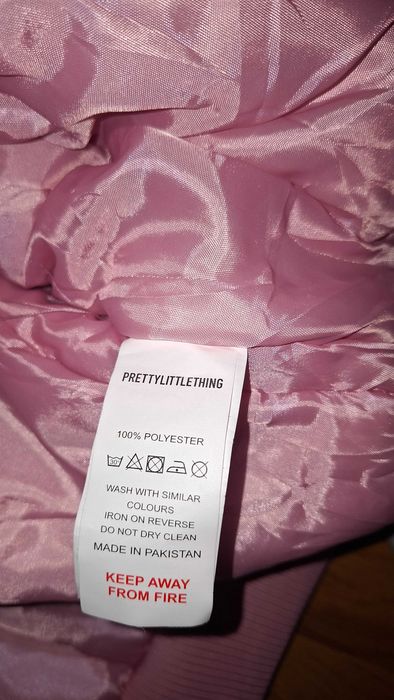 PRETTYLITTLETHING
100% POLYESTER
30°
WASH WITH SIMILAR
COLOURS
IRON ON REVERSE
DO NOT DRY CLEAN
MADE IN PAKISTAN
KEEP AWAY
FROM FIRE